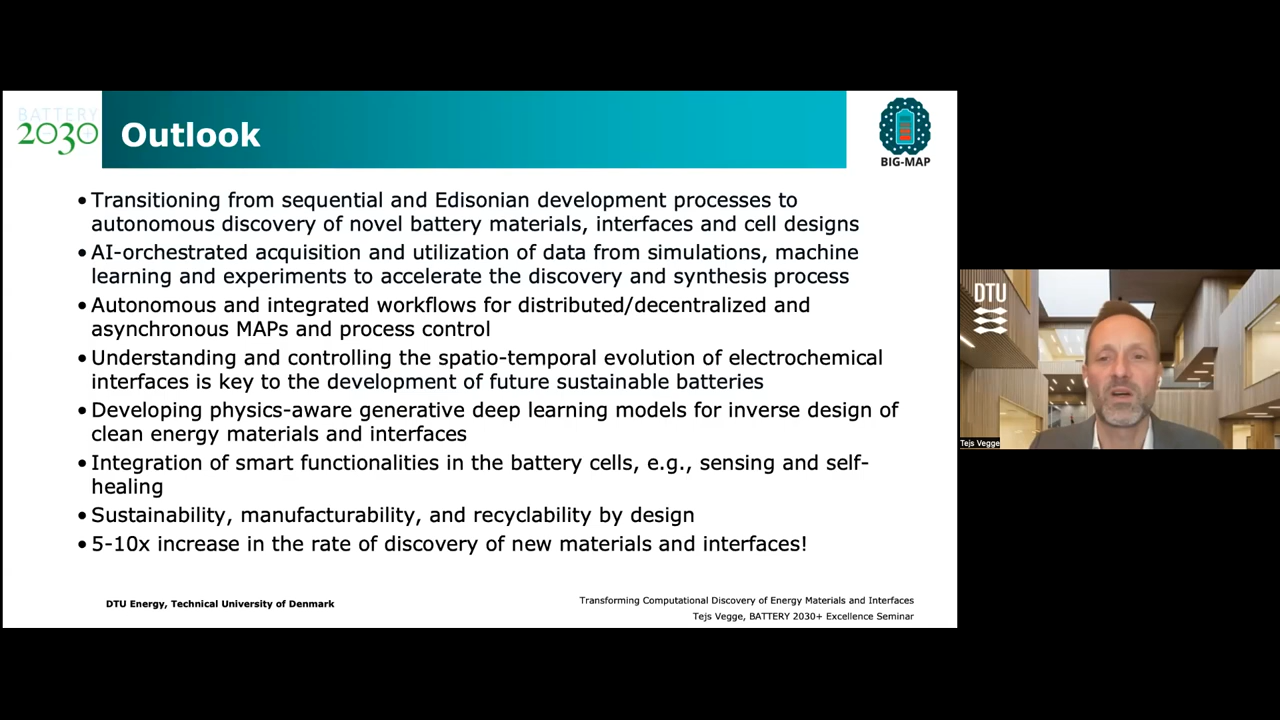 BATTERY
2030+
Outlook
BIG-MAP
• Transitioning from sequential and Edisonian development processes to
autonomous discovery of novel battery materials, interfaces and cell designs
• AI-orchestrated acquisition and utilization of data from simulations, machine
learning and experiments to accelerate the discovery and synthesis process
• Autonomous and integrated workflows for distributed/decentralized and
asynchronous MAPs and process control
• Understanding and controlling the spatio-temporal evolution of electrochemical
interfaces is key to the development of future sustainable batteries
• Developing physics-aware generative deep learning models for inverse design of
clean energy materials and interfaces
• Integration of smart functionalities in the battery cells, e.g., sensing and self-
healing
• Sustainability, manufacturability, and recyclability by design
• 5-10x increase in the rate of discovery of new materials and interfaces!
DTU Energy, Technical University of Denmark
Transforming Computational Discovery of Energy Materials and Interfaces
Tejs Vegge, BATTERY 2030+ Excellence Seminar
DTU
Tejs Vegge